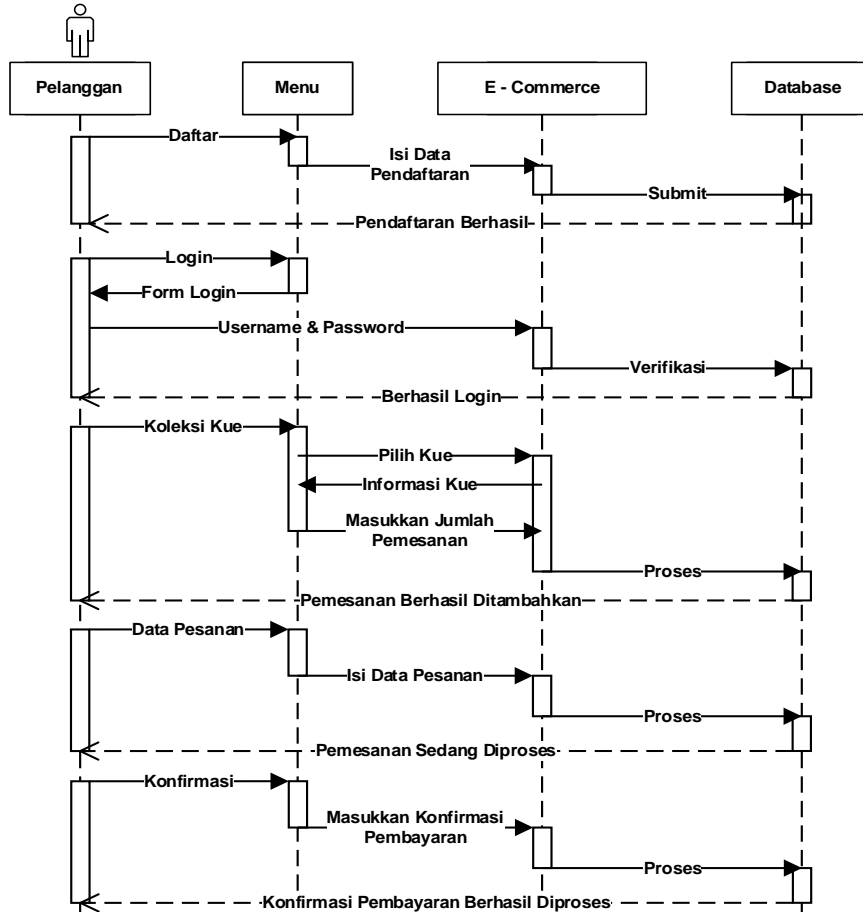 Pelanggan
Menu
E - Commerce
Database
Daftar
Isi Data
Pendaftaran
Submit
Pendaftaran Berhasil
Login
Form Login
Username & Password
Verifikasi
Berhasil Login
Koleksi Kue
Pilih Kue
Informasi Kue
Masukkan Jumlah
Pemesanan
Proses
Pemesanan Berhasil Ditambahkan
Data Pesanan
Isi Data Pesanan
Proses
Pemesanan Sedang Diproses
Konfirmasi
Masukkan Konfirmasi
Pembayaran
Proses
Konfirmasi Pembayaran Berhasil Diproses